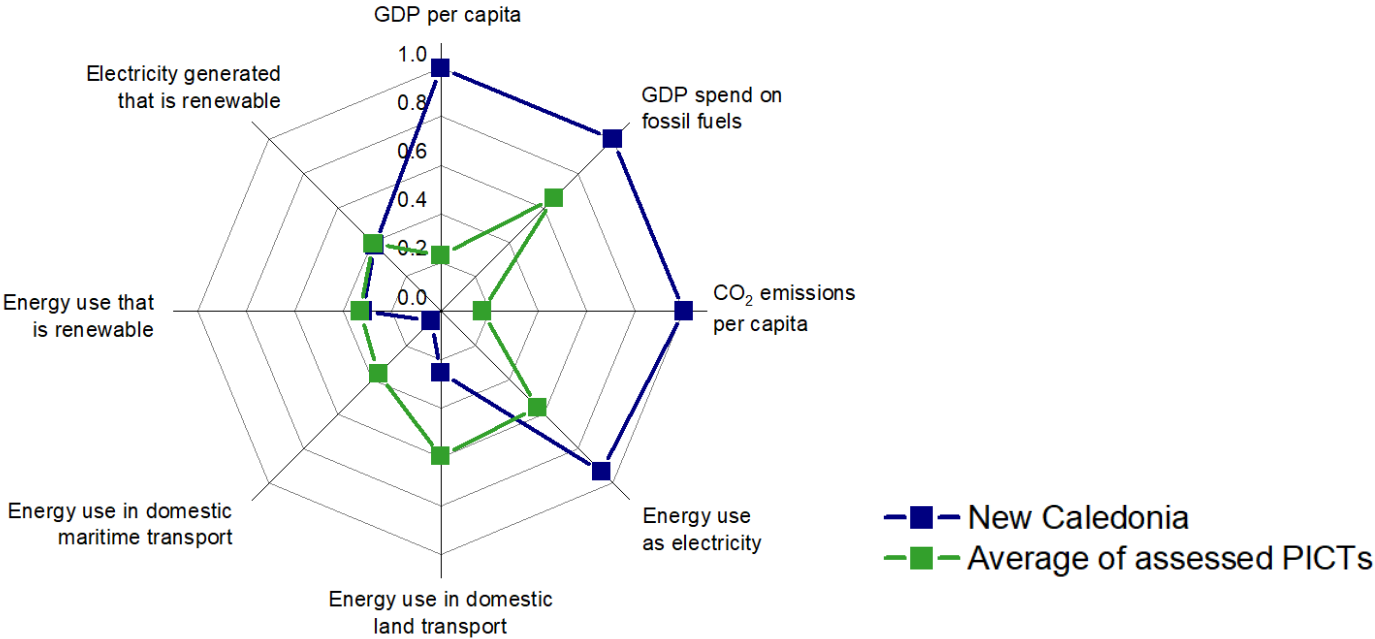 GDP per capita
1.0
Electricity generated
that is renewable
0.8
GDP spend on
fossil fuels
0.6
0.4
0.2
0.0
Energy use that
is renewable
CO₂ emissions
per capita
Energy use in domestic
maritime transport
Energy use
as electricity
New Caledonia
Average of assessed PICTs
Energy use in domestic
land transport